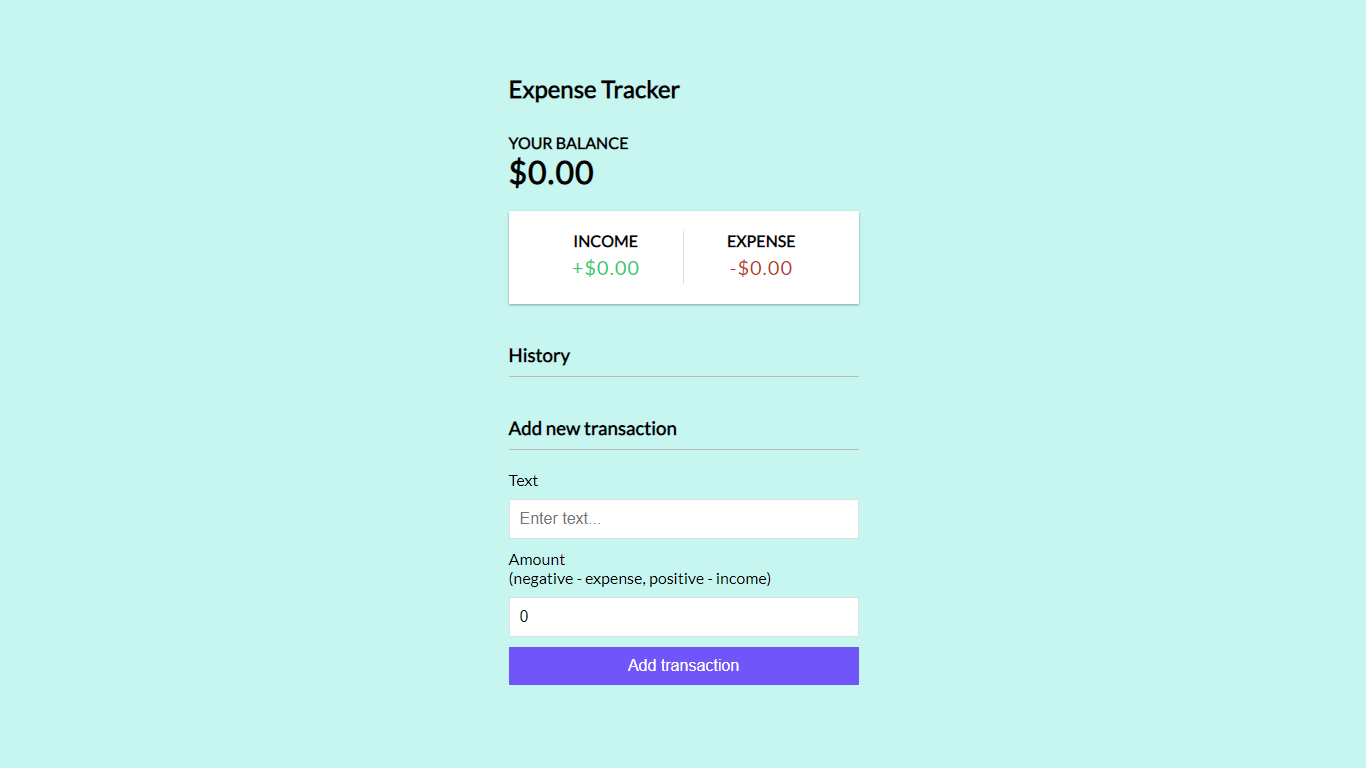 Expense Tracker
YOUR BALANCE
$0.00
INCOME
EXPENSE
+$0.00
-$0.00
History
Add new transaction
Text
Enter text...
Amount
(negative - expense, positive - income)
0
Add transaction